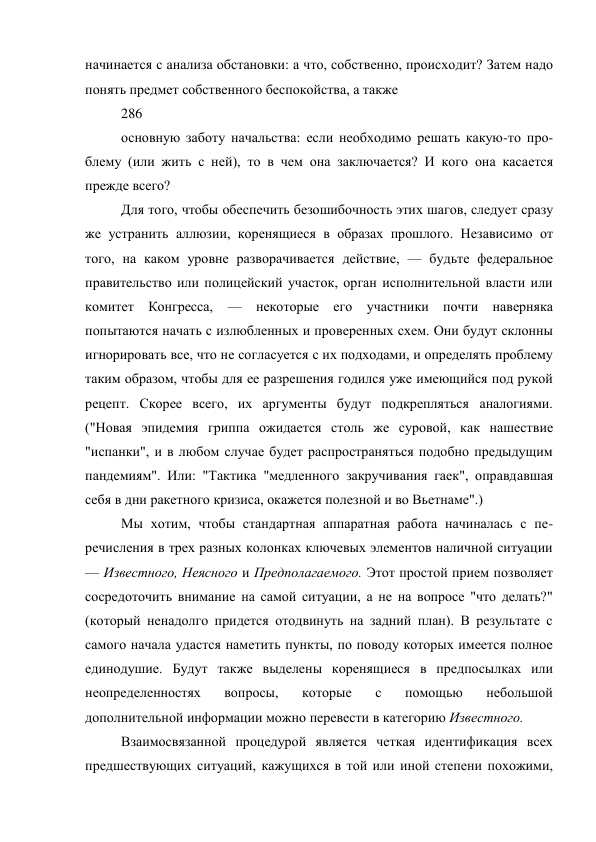 начинается с анализа обстановки: а что, собственно, происходит? Затем надо
понять предмет собственного беспокойства, а также
286
основную заботу начальства: если необходимо решать какую-то про-
блему (или жить с ней), то в чем она заключается? И кого она касается
прежде всего?
Для того, чтобы обеспечить безошибочность этих шагов, следует сразу
же устранить аллюзии, коренящиеся в образах прошлого. Независимо от
того, на каком уровне разворачивается действие, — будьте федеральное
правительство или полицейский участок, орган исполнительной власти или
комитет Конгресса, — некоторые его участники почти наверняка
попытаются начать с излюбленных и проверенных схем. Они будут склонны
игнорировать все, что не согласуется с их подходами, и определять проблему
таким образом, чтобы для ее разрешения годился уже имеющийся под рукой
рецепт. Скорее всего, их аргументы будут подкрепляться аналогиями.
("Новая эпидемия гриппа ожидается столь же суровой, как нашествие
"испанки", и в любом случае будет распространяться подобно предыдущим
пандемиям". Или: "Тактика "медленного закручивания гаек", оправдавшая
себя в дни ракетного кризиса, окажется полезной и во Вьетнаме".)
Мы хотим, чтобы стандартная аппаратная работа начиналась с пе-
речисления в трех разных колонках ключевых элементов наличной ситуации
— Известного, Неясного и Предполагаемого. Этот простой прием позволяет
сосредоточить внимание на самой ситуации, а не на вопросе "что делать?"
(который ненадолго придется отодвинуть на задний план). В результате с
самого начала удастся наметить пункты, по поводу которых имеется полное
единодушие. Будут также выделены коренящиеся в предпосылках или
неопределенностях вопросы, которые с помощью небольшой
дополнительной информации можно перевести в категорию Известного.
Взаимосвязанной процедурой является четкая идентификация всех
предшествующих ситуаций, кажущихся в той или иной степени похожими,